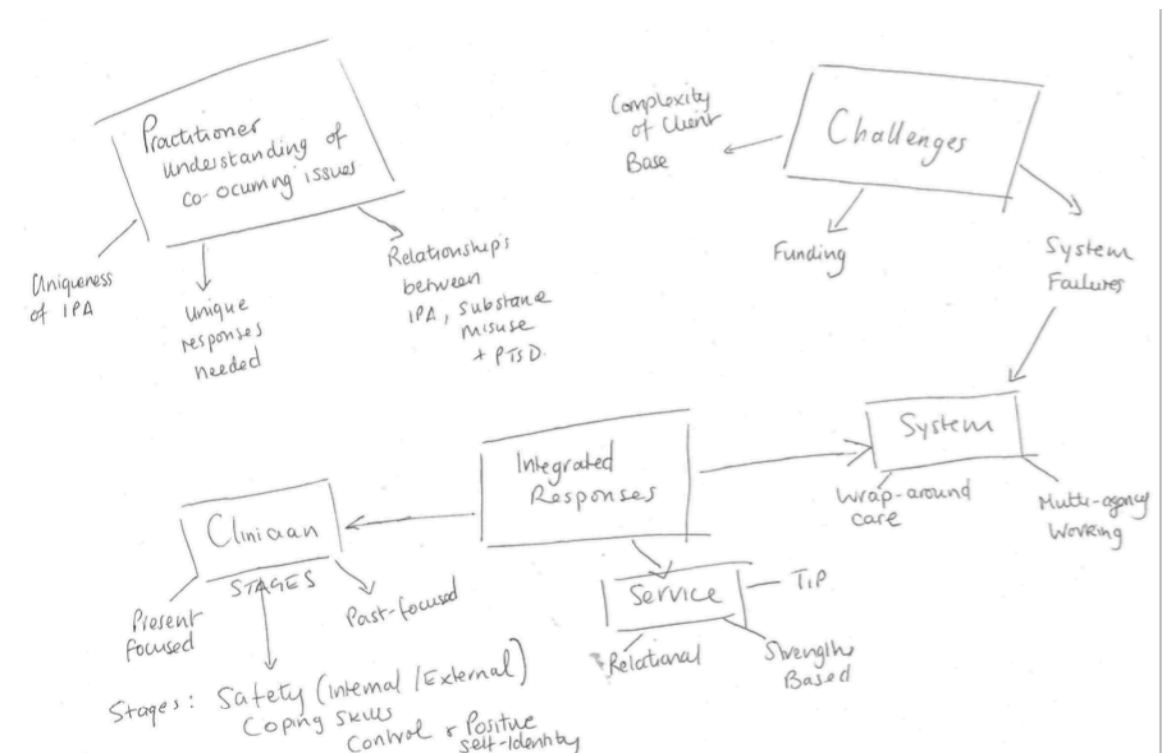 Practitioner
understanding of
co-ocurring issues
Uniqueness
of IPA
Unique
responses
needed
Relationship's
between
IPA, substance
misuse
+ PTSD.
Challenges
Complexity
of Client
Base
Funding
System
Failures
System
Wrap-around
care
Multi-agency
Working
Integrated
Responses
Clinician
STAGES
Present
focused
Past-focused
Stages: Safety (Internal/External)
Coping skills
Control + Positive
self-Identity
Service
TIP
Relational
Strengths
Based